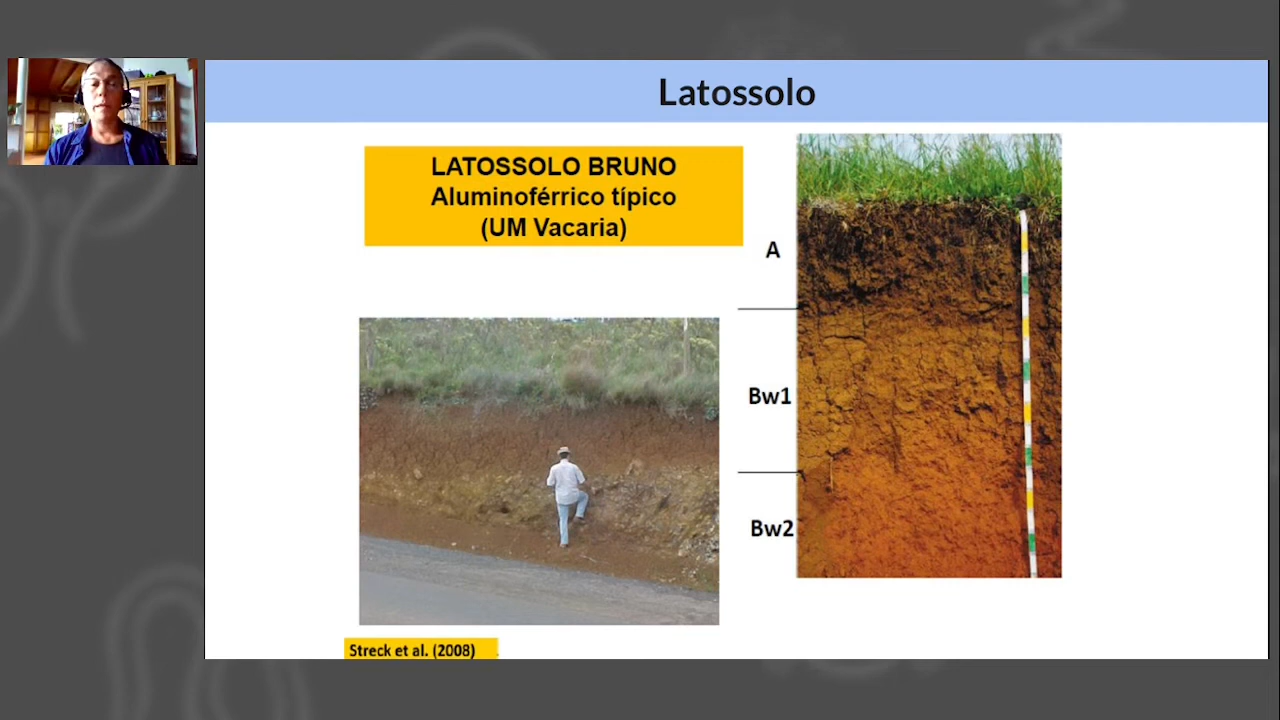 Latossolo
LATOSSOLO BRUNO
Aluminoférrico típico
(UM Vacaria)
A
Bw1
Bw2
Streck et al. (2008)